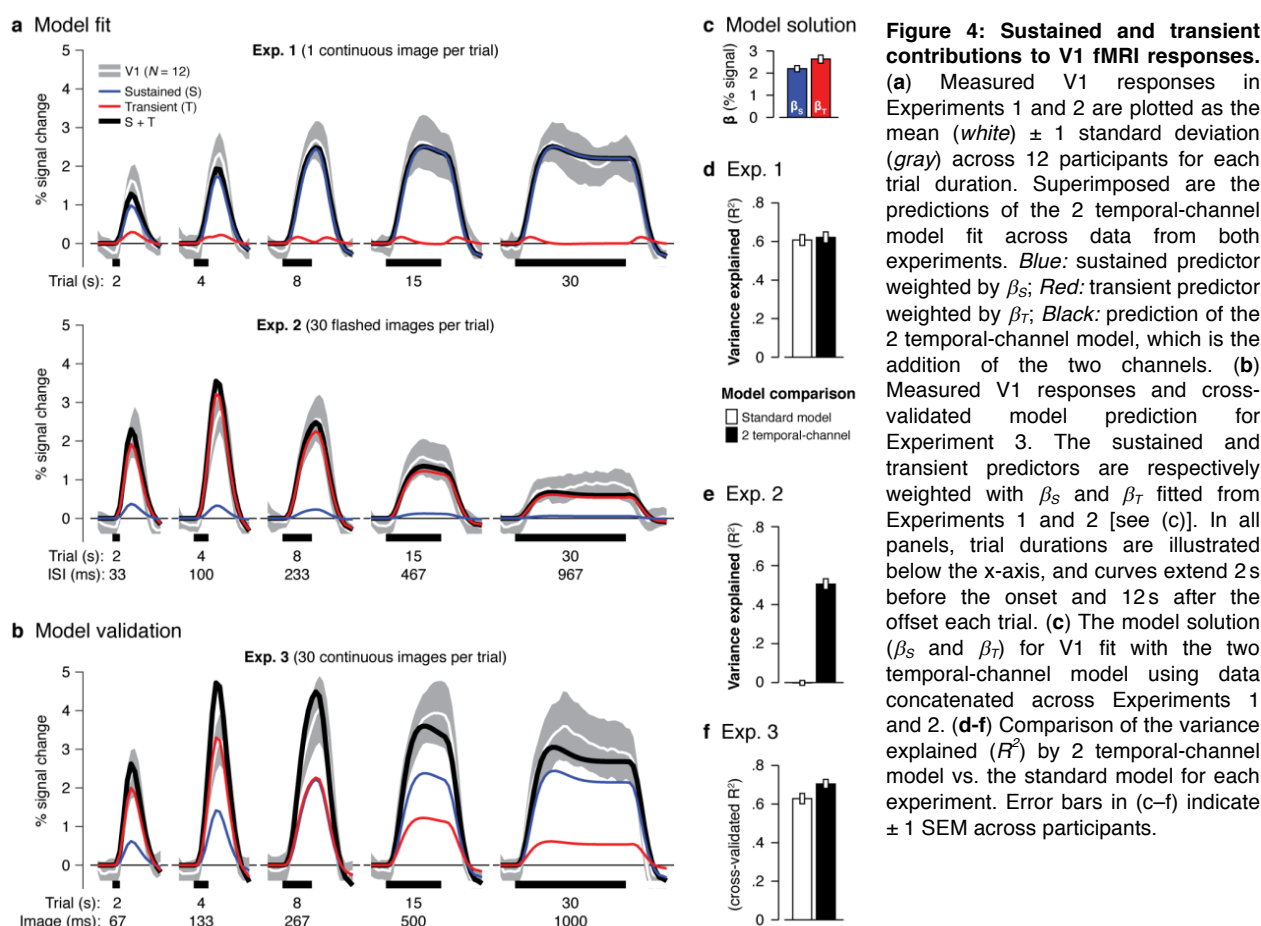 a Model fit
Exp. 1 (1 continuous image per trial)
% signal change
5
4
3
2
1
0
V1 (N = 12)
Sustained (S)
Transient (T)
S + T
Trial (s): 2 4 8 15 30
Exp. 2 (30 flashed images per trial)
% signal change
5
4
3
2
1
0
Trial (s): 2 4 8 15 30
ISI (ms): 33 100 233 467 967
b Model validation
Exp. 3 (30 continuous images per trial)
% signal change
5
4
3
2
1
0
Trial (s): 2 4 8 15 30
Image (ms): 67 133 267 500 1000
c Model solution
β (% signal)
3
2
1
0
βS βT
d Exp. 1
Variance explained (R²)
.8
.6
.4
.2
0
Model comparison
Standard model
2 temporal-channel
e Exp. 2
Variance explained (R²)
.8
.6
.4
.2
0
f Exp. 3
(cross-validated R²)
.8
.6
.4
.2
0
Figure 4: Sustained and transient
contributions to V1 fMRI responses.
(a) Measured V1 responses in
Experiments 1 and 2 are plotted as the
mean (white) ± 1 standard deviation
(gray) across 12 participants for each
trial duration. Superimposed are the
predictions of the 2 temporal-channel
model fit across data from both
experiments. Blue: sustained predictor
weighted by βS; Red: transient predictor
weighted by βT; Black: prediction of the
2 temporal-channel model, which is the
addition of the two channels. (b)
Measured V1 responses and cross-
validated model prediction for
Experiment 3. The sustained and
transient predictors are respectively
weighted with βS and βT fitted from
Experiments 1 and 2 [see (c)]. In all
panels, trial durations are illustrated
below the x-axis, and curves extend 2 s
before the onset and 12 s after the
offset each trial. (c) The model solution
(βS and βT) for V1 fit with the two
temporal-channel model using data
concatenated across Experiments 1
and 2. (d-f) Comparison of the variance
explained (R²) by 2 temporal-channel
model vs. the standard model for each
experiment. Error bars in (c–f) indicate
± 1 SEM across participants.